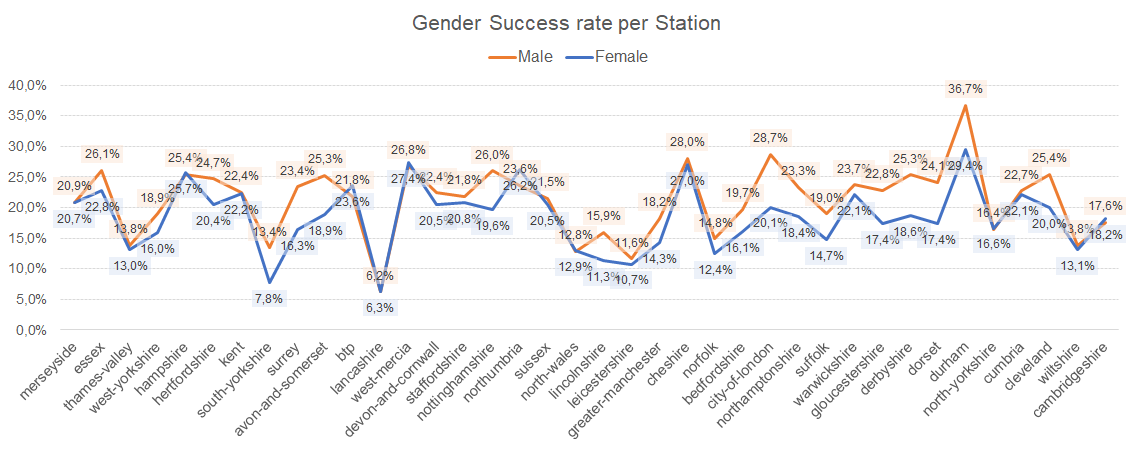 Gender Success rate per Station
Male Female
40,0%
35,0%
30,0%
25,0%
20,0%
15,0%
10,0%
5,0%
0,0%
20,9%
26,1%
13,8%
18,9%
25,4%
24,7%
22,4%
13,4%
23,4%
25,3%
21,8%
6,2%
26,8%
22,4%
21,8%
26,0%
23,6%
21,5%
12,8%
15,9%
11,6%
18,2%
28,0%
14,8%
19,7%
28,7%
23,3%
19,0%
23,7%
22,8%
25,3%
24,1%
36,7%
16,4%
22,7%
25,4%
13,8%
17,6%
20,7%
22,8%
13,0%
16,0%
25,7%
20,4%
22,2%
7,8%
16,3%
18,9%
23,6%
6,3%
27,4%
20,5%
20,8%
19,6%
26,2%
20,5%
12,9%
11,3%
10,7%
14,3%
27,0%
12,4%
16,1%
20,1%
18,4%
14,7%
22,1%
17,4%
18,6%
17,4%
29,4%
16,6%
22,1%
20,0%
13,1%
18,2%
merseyside
essex
thames-valley
west-yorkshire
hampshire
hertfordshire
kent
south-yorkshire
surrey
avon-and-somerset
btp
lancashire
west-mercia
devon-and-cornwall
staffordshire
nottinghamshire
northumbria
sussex
north-wales
lincolnshire
leicestershire
greater-manchester
cheshire
norfolk
bedfordshire
city-of-london
northamptonshire
suffolk
warwickshire
gloucestershire
derbyshire
dorset
durham
north-yorkshire
cumbria
cleveland
wiltshire
cambridgeshire